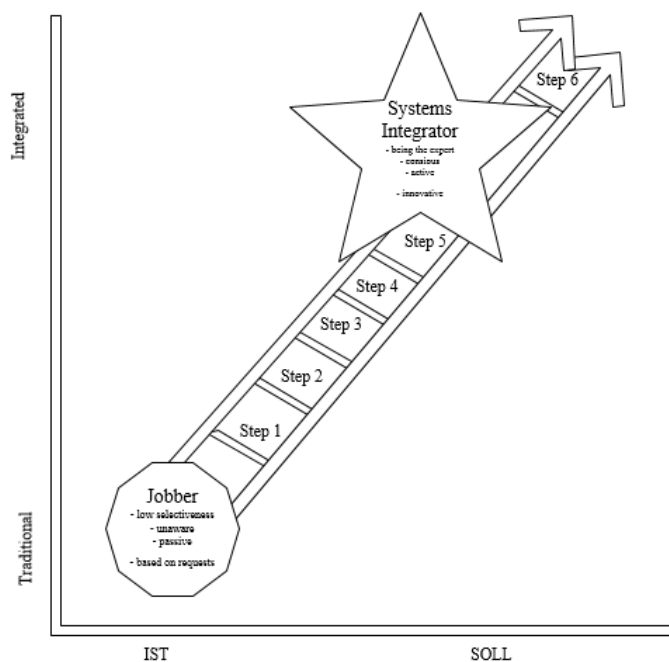 Integrated
Step 6
Systems
Integrator
- being the expert
- consious
- active
- innovative
Step 5
Step 4
Step 3
Step 2
Step 1
Jobber
- low selectiveness
- unaware
- passive
- based on requests
Traditional
IST
SOLL